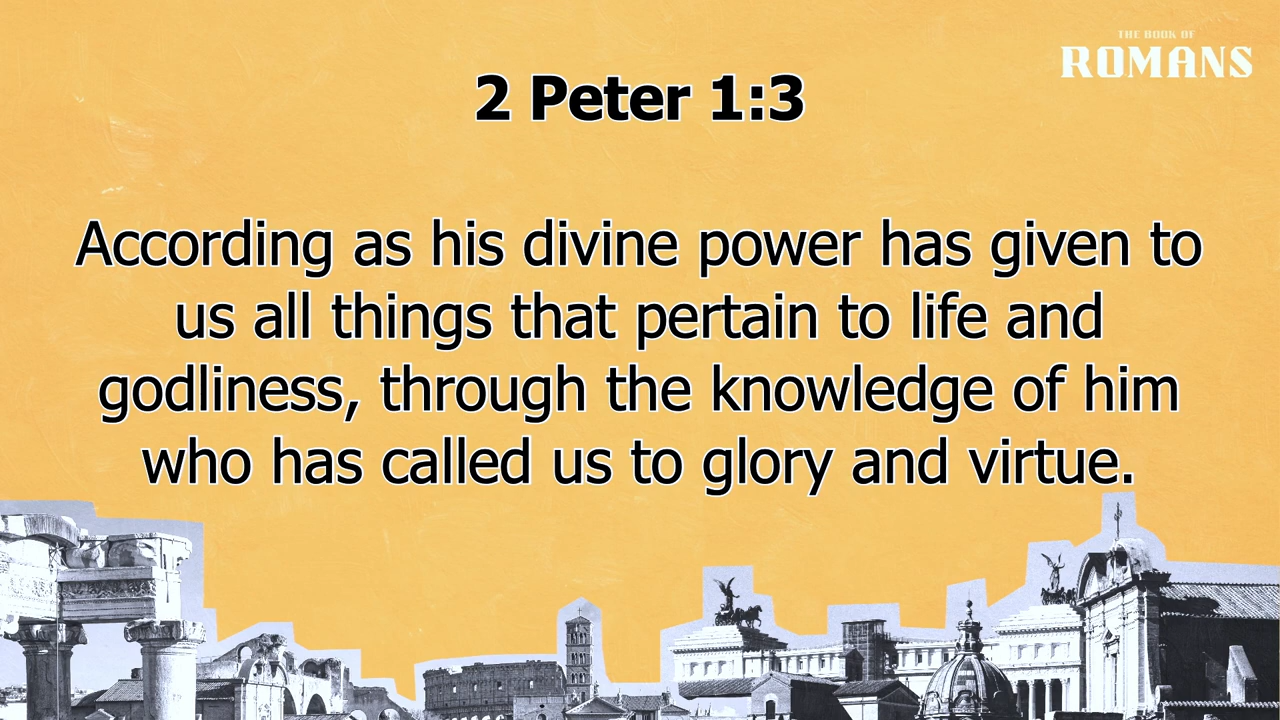 THE BOOK OF
ROMANS
2 Peter 1:3
According as his divine power has given to
us all things that pertain to life and
godliness, through the knowledge of him
who has called us to glory and virtue.